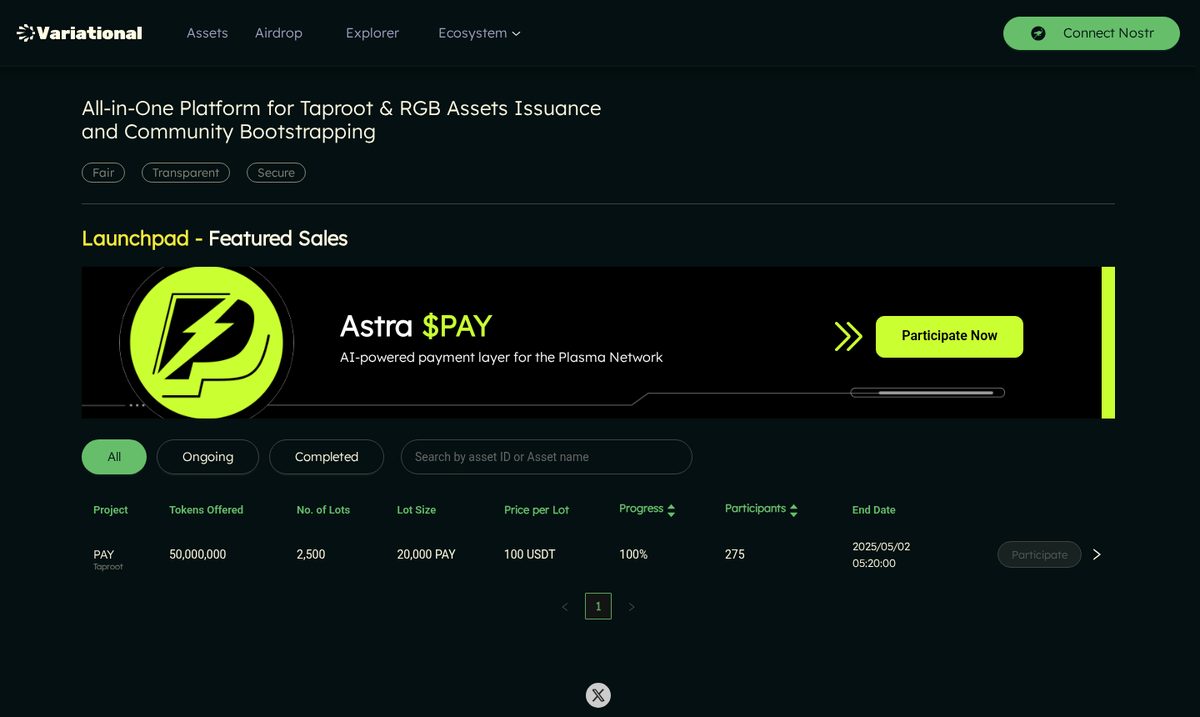 Variational
Assets
Airdrop
Explorer
Ecosystem
Connect Nostr
All-in-One Platform for Taproot & RGB Assets Issuance
and Community Bootstrapping
Fair
Transparent
Secure
Launchpad - Featured Sales
Astra $PAY
AI-powered payment layer for the Plasma Network
Participate Now
All
Ongoing
Completed
Search by asset ID or Asset name
Project
Tokens Offered
No. of Lots
Lot Size
Price per Lot
Progress
Participants
End Date
PAY
Taproot
50,000,000
2,500
20,000 PAY
100 USDT
100%
275
2025/05/02
05:20:00
Participate
1